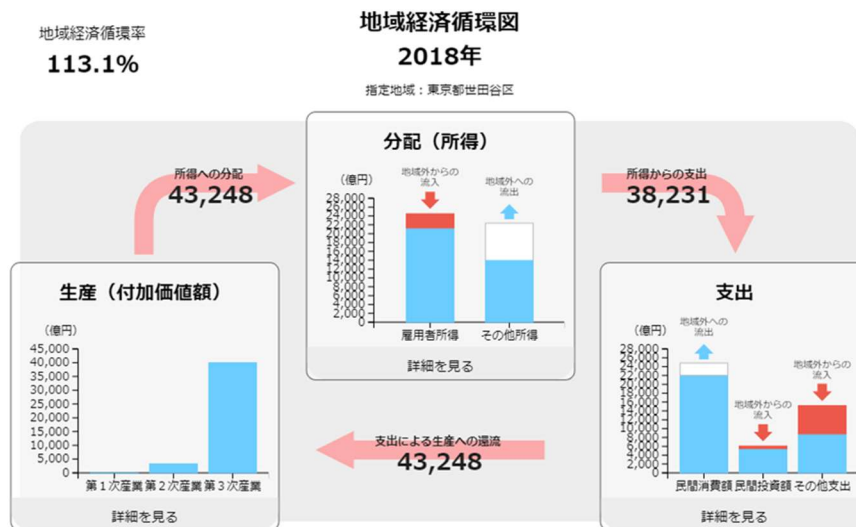 地域経済循環率
113.1%
地域経済循環図
2018年
指定地域：東京都世田谷区
所得への分配
43,248
分配（所得）
（億円）
地域外からの
流入
地域外への
流出
28,000
26,000
24,000
22,000
20,000
18,000
16,000
14,000
12,000
10,000
8,000
6,000
4,000
2,000
0
雇用者所得
その他所得
詳細を見る
所得からの支出
38,231
生産（付加価値額）
（億円）
45,000
40,000
35,000
30,000
25,000
20,000
15,000
10,000
5,000
0
第１次産業
第２次産業
第３次産業
詳細を見る
支出による生産への還流
43,248
支出
（億円）
地域外への
流出
地域外からの
流入
地域外からの
流入
28,000
26,000
24,000
22,000
20,000
18,000
16,000
14,000
12,000
10,000
8,000
6,000
4,000
2,000
0
民間消費額
民間投資額
その他支出
詳細を見る